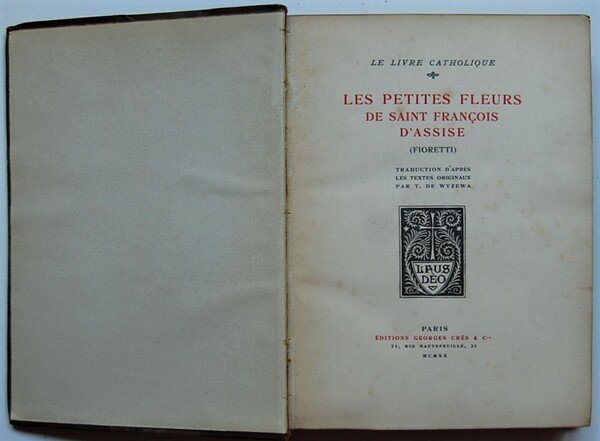 LE LIVRE CATHOLIQUE
LES PETITES FLEURS
DE SAINT FRANÇOIS
D'ASSISE
(FIORETTI)
TRADUCTION D'APRÈS
LES TEXTES ORIGINAUX
PAR T. DE WYZEWA
LAUS
DEO
PARIS
ÉDITIONS GEORGES CRÈS & Cie
21, RUE HAUTEFEUILLE, 21
MCMXX